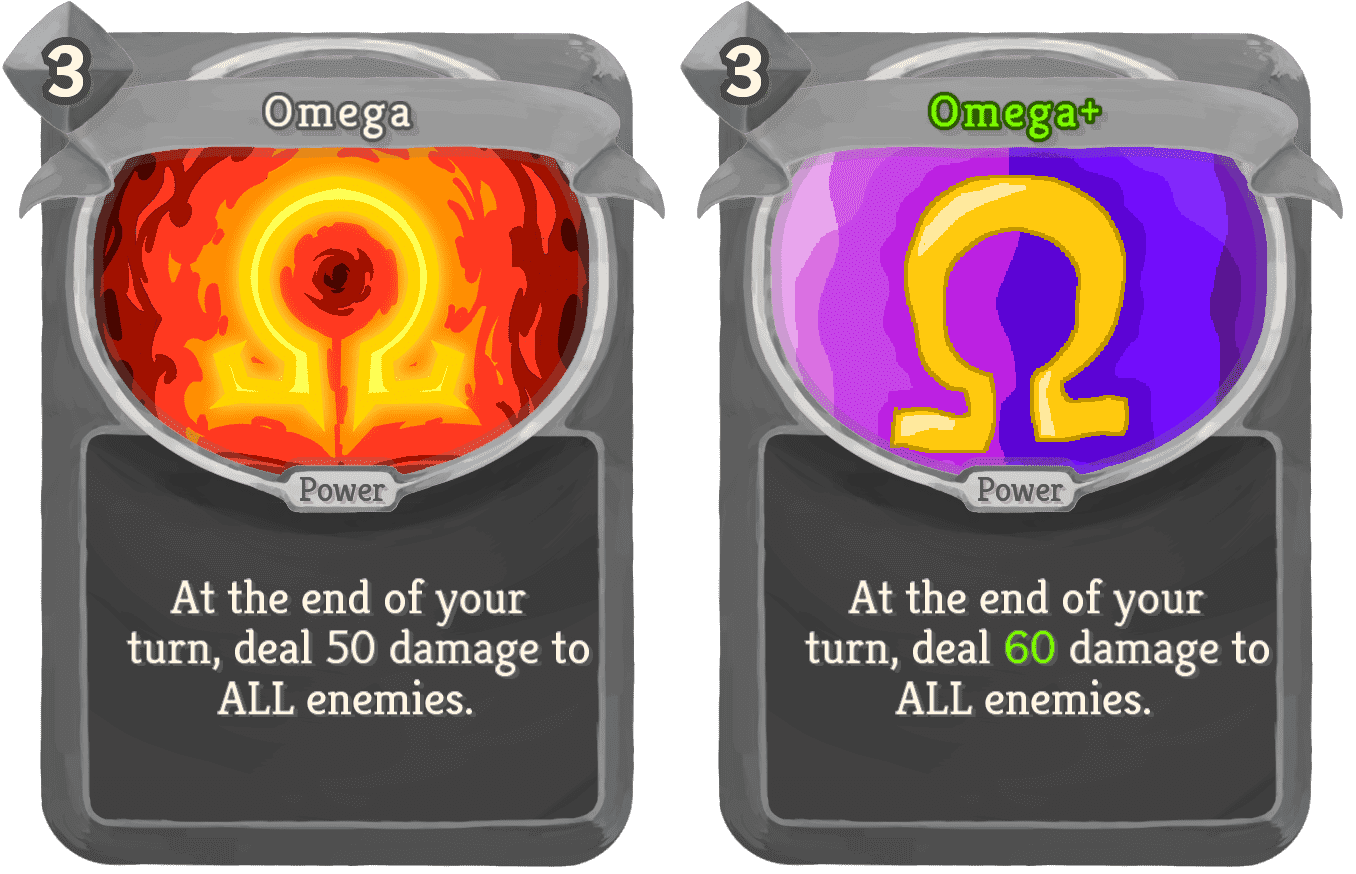 3
Omega
Power
At the end of your
turn, deal 50 damage to
ALL enemies.
3
Omega+
Power
At the end of your
turn, deal 60 damage to
ALL enemies.